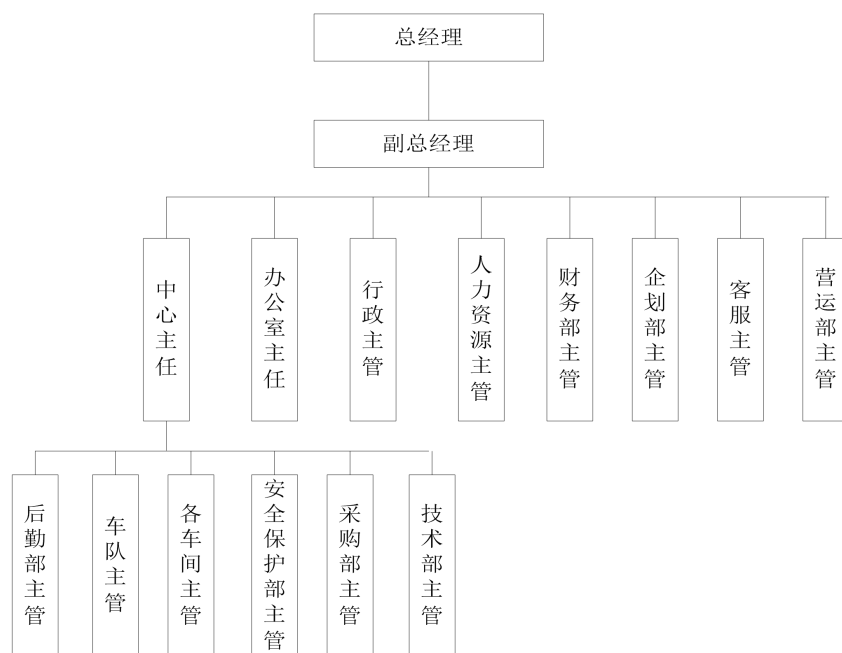 总经理
副总经理
中心主任
办公室主任
行政主管
人力资源主管
财务部主管
企划部主管
客服主管
营运部主管
后勤部主管
车队主管
各车间主管
安全保护部主管
采购部主管
技术部主管